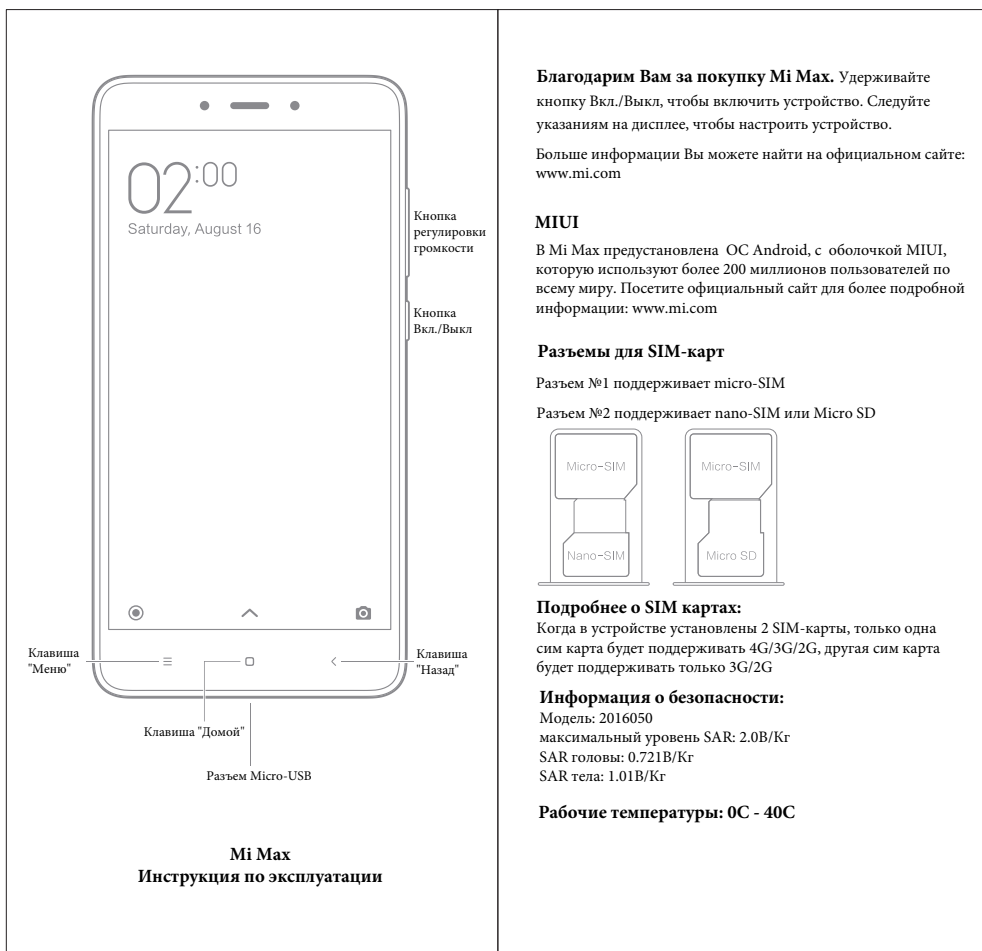 02:00
Saturday, August 16
Кнопка
регулировки
громкости
Кнопка
Вкл./Выкл
Клавиша
"Меню"
Клавиша
"Назад"
Клавиша "Домой"
Разъем Micro-USB
Mi Max
Инструкция по эксплуатации
Благодарим Вам за покупку Mi Max. Удерживайте
кнопку Вкл./Выкл, чтобы включить устройство. Следуйте
указаниям на дисплее, чтобы настроить устройство.
Больше информации Вы можете найти на официальном сайте:
www.mi.com
MIUI
В Mi Max предустановлена ОС Android, с оболочкой MIUI,
которую используют более 200 миллионов пользователей по
всему миру. Посетите официальный сайт для более подробной
информации: www.mi.com
Разъемы для SIM-карт
Разъем №1 поддерживает micro-SIM
Разъем №2 поддерживает nano-SIM или Micro SD
Micro-SIM
Nano-SIM
Micro-SIM
Micro SD
Подробнее о SIM картах:
Когда в устройстве установлены 2 SIM-карты, только одна
сим карта будет поддерживать 4G/3G/2G, другая сим карта
будет поддерживать только 3G/2G
Информация о безопасности:
Модель: 2016050
максимальный уровень SAR: 2.0В/Кг
SAR головы: 0.721В/Кг
SAR тела: 1.01В/Кг
Рабочие температуры: 0С - 40С